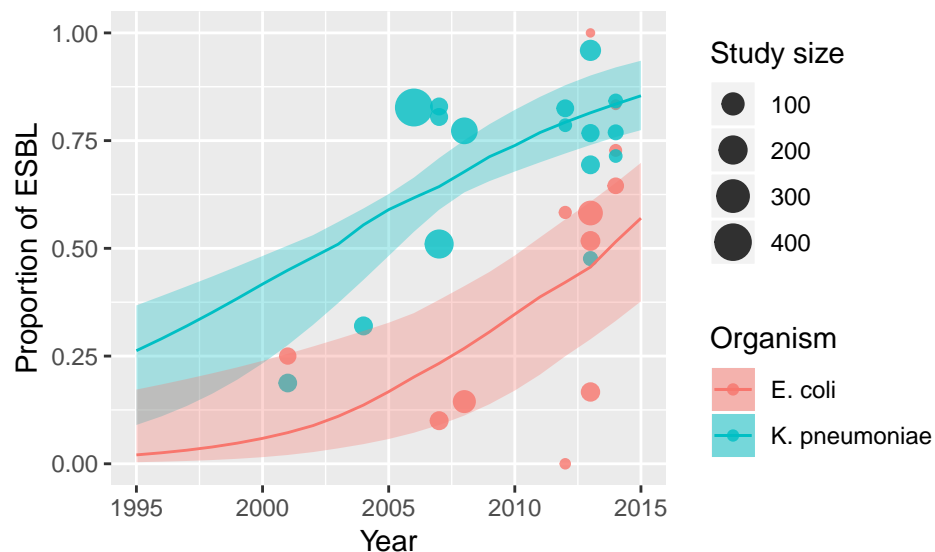 1.00
0.75
0.50
0.25
0.00
Proportion of ESBL
1995
2000
2005
2010
2015
Year
Study size
100
200
300
400
Organism
E. coli
K. pneumoniae